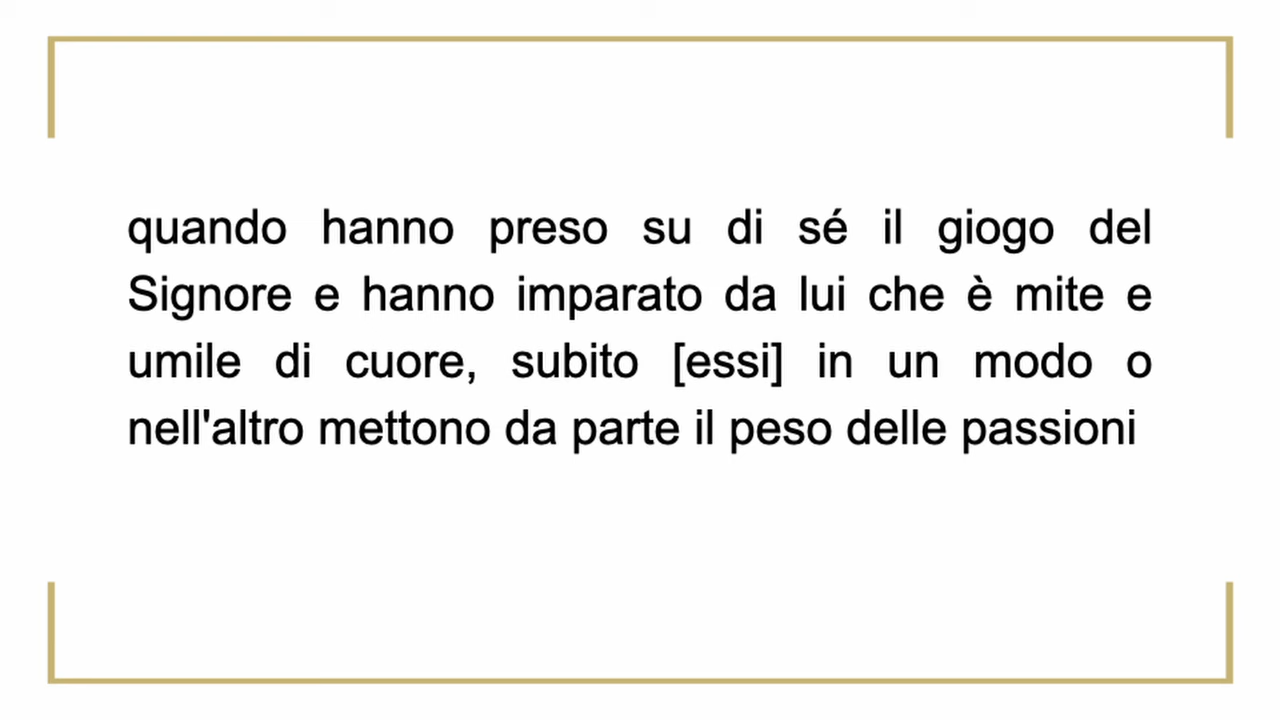 quando hanno preso su di sé il giogo del
Signore e hanno imparato da lui che è mite e
umile di cuore, subito [essi] in un modo o
nell'altro mettono da parte il peso delle passioni